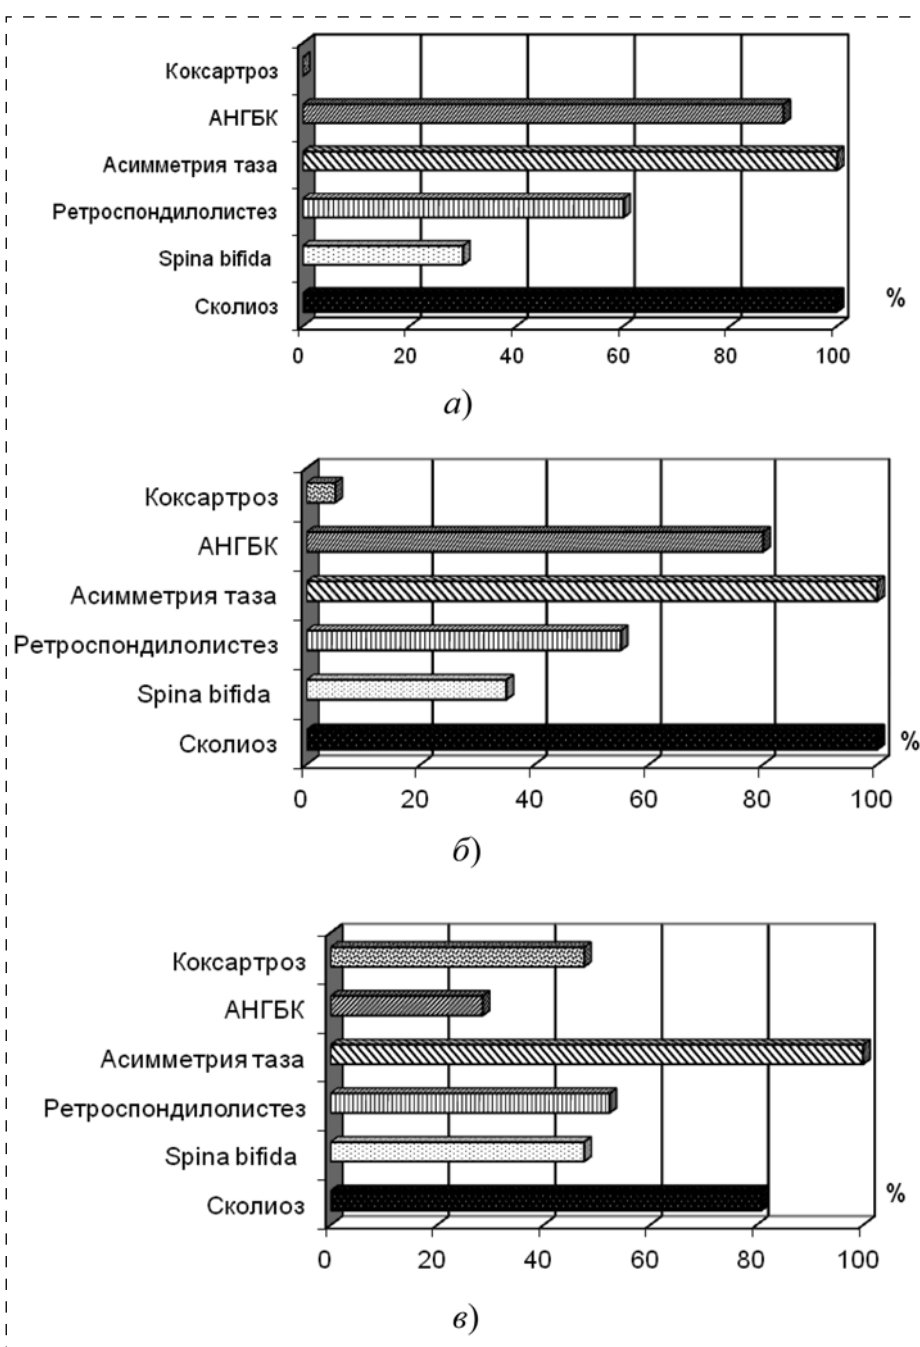 Коксартроз
АНГБК
Асимметрия таза
Ретроспондилолистез
Spina bifida
Сколиоз
%
0 20 40 60 80 100
а)
Коксартроз
АНГБК
Асимметрия таза
Ретроспондилолистез
Spina bifida
Сколиоз
%
0 20 40 60 80 100
б)
Коксартроз
АНГБК
Асимметрия таза
Ретроспондилолистез
Spina bifida
Сколиоз
%
0 20 40 60 80 100
в)